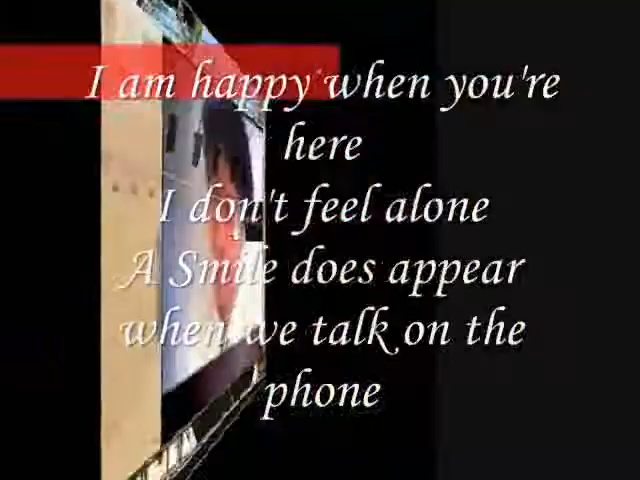 I am happy when you're
here
I don't feel alone
A Smile does appear
when we talk on the
phone